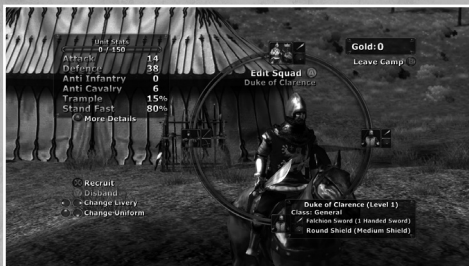 Unit Stats
0 / 150
Attack 14
Defence 38
Anti Infantry 0
Anti Cavalry 6
Trample 15%
Stand Fast 80%
More Details
Edit Squad
Duke of Clarence
Gold:0
Leave Camp
Recruit
Disband
Change Livery
Change Uniform
Duke of Clarence (Level 1)
Class: General
Falchion Sword (1 Handed Sword)
Round Shield (Medium Shield)